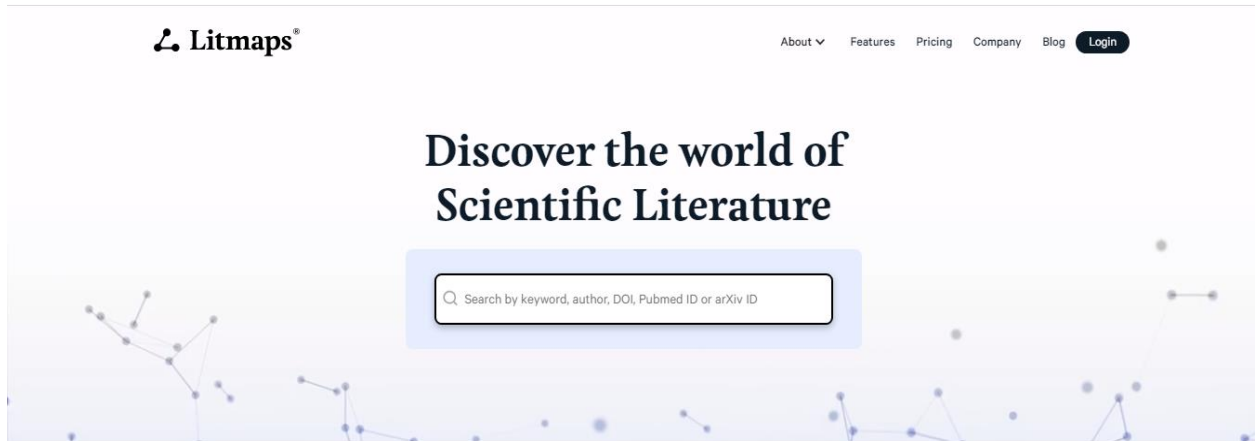 Litmaps®
About Features Pricing Company Blog Login
Discover the world of
Scientific Literature
Search by keyword, author, DOI, Pubmed ID or arXiv ID